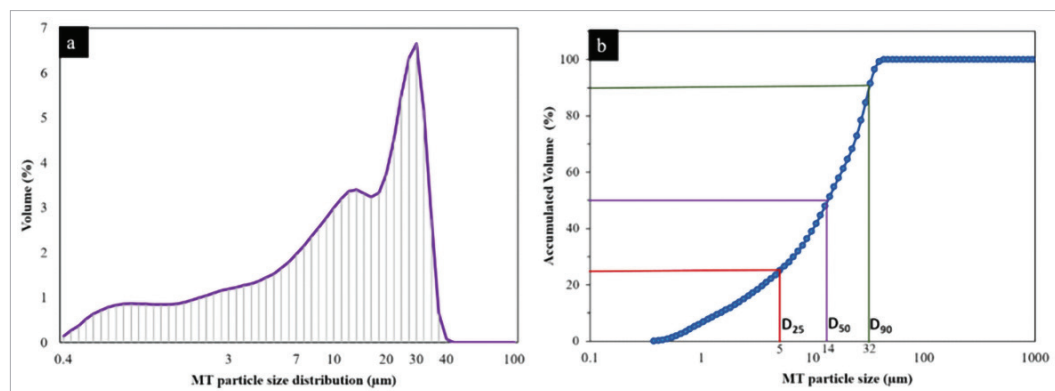 a
7
6
5
4
3
2
1
0
Volume (%)
0.4 3 7 10 20 30 40 100
MT particle size distribution (µm)
b
100
80
60
40
20
0
Accumulated Volume (%)
D25 D50 D90
5 14 32
0.1 1 10 100 1000
MT particle size (µm)